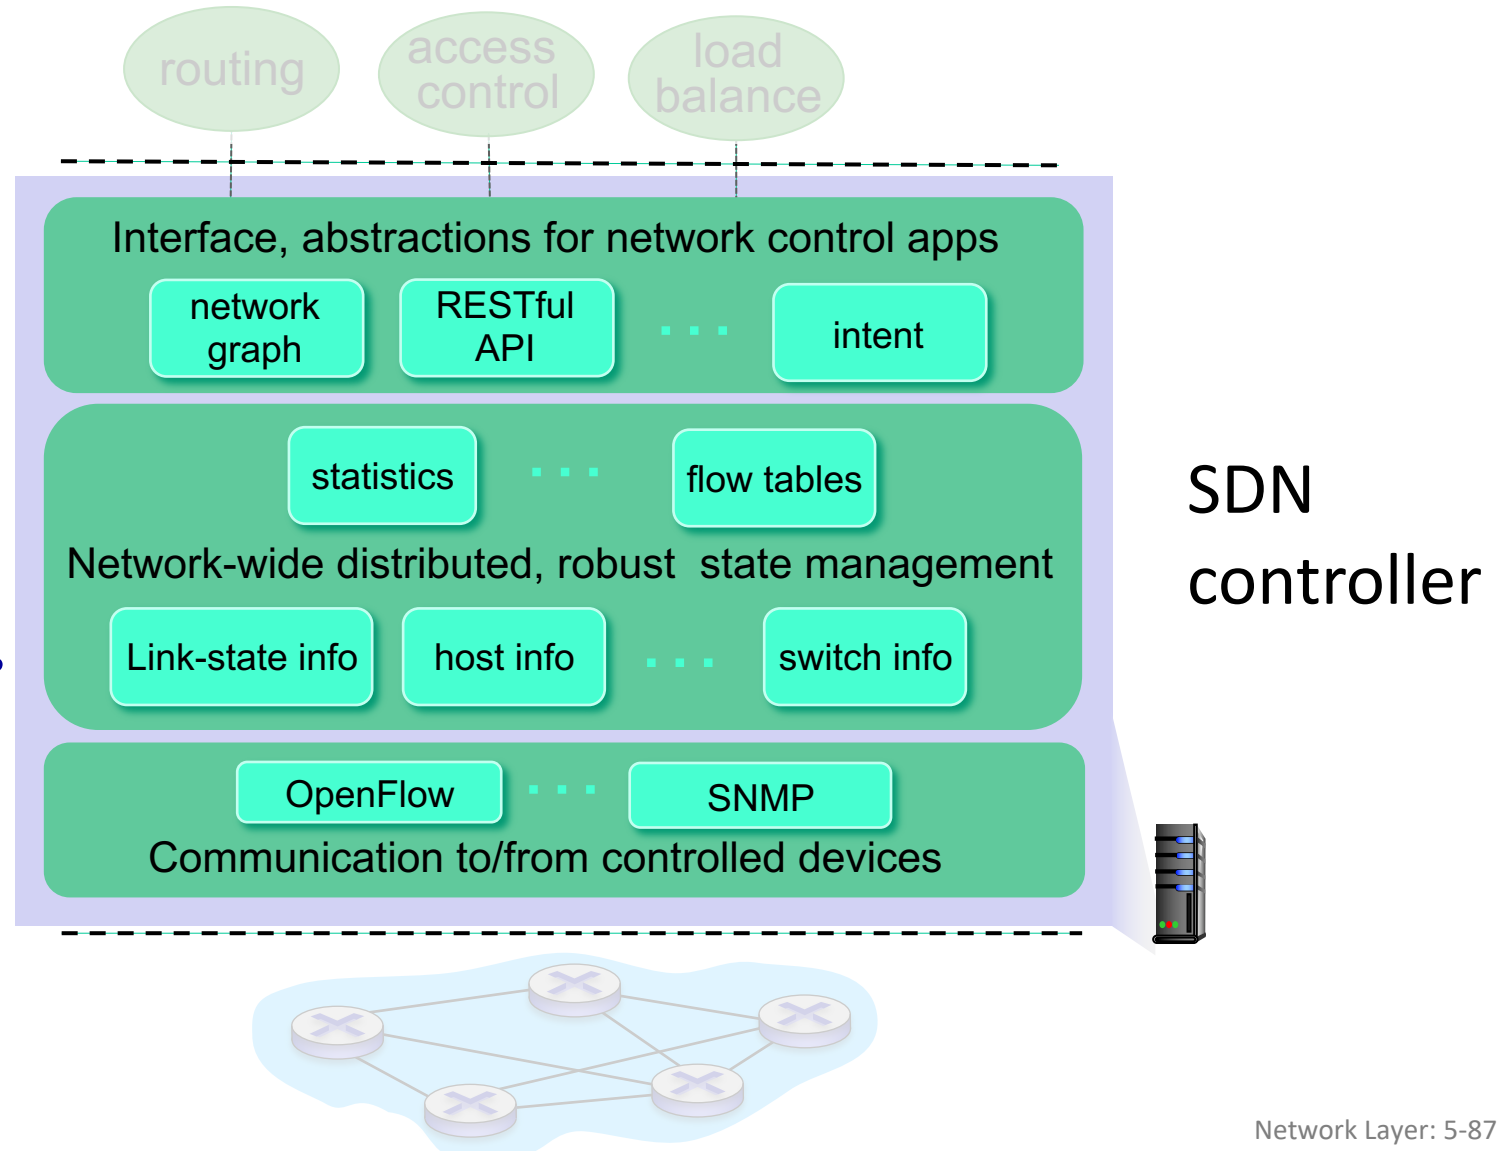 routing
access
control
load
balance
Interface, abstractions for network control apps
network
graph
RESTful
API
intent
statistics
flow tables
Network-wide distributed, robust  state management
Link-state info
host info
switch info
OpenFlow
SNMP
Communication to/from controlled devices
SDN
controller
Network Layer: 5-87